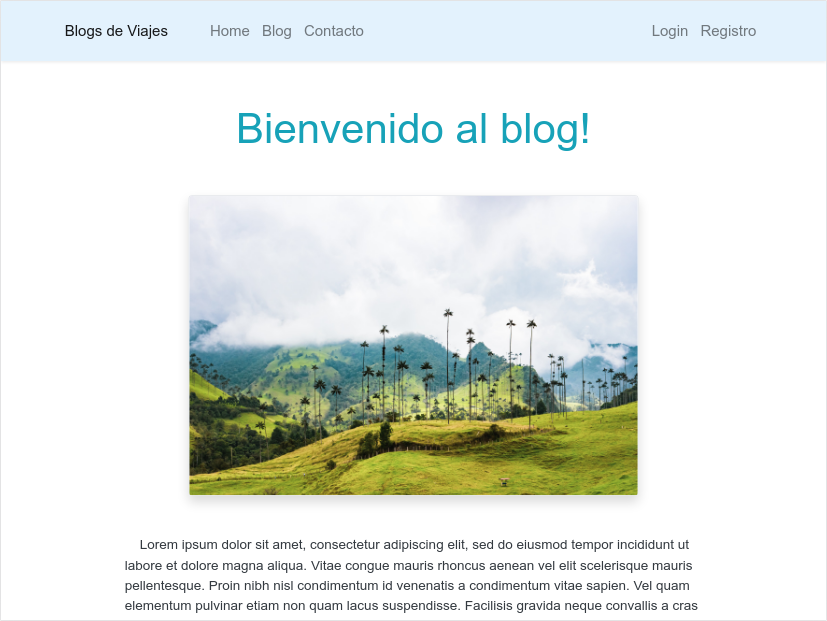 Blogs de Viajes Home Blog Contacto Login Registro
Bienvenido al blog!
Lorem ipsum dolor sit amet, consectetur adipiscing elit, sed do eiusmod tempor incididunt ut
labore et dolore magna aliqua. Vitae congue mauris rhoncus aenean vel elit scelerisque mauris
pellentesque. Proin nibh nisl condimentum id venenatis a condimentum vitae sapien. Vel quam
elementum pulvinar etiam non quam lacus suspendisse. Facilisis gravida neque convallis a cras